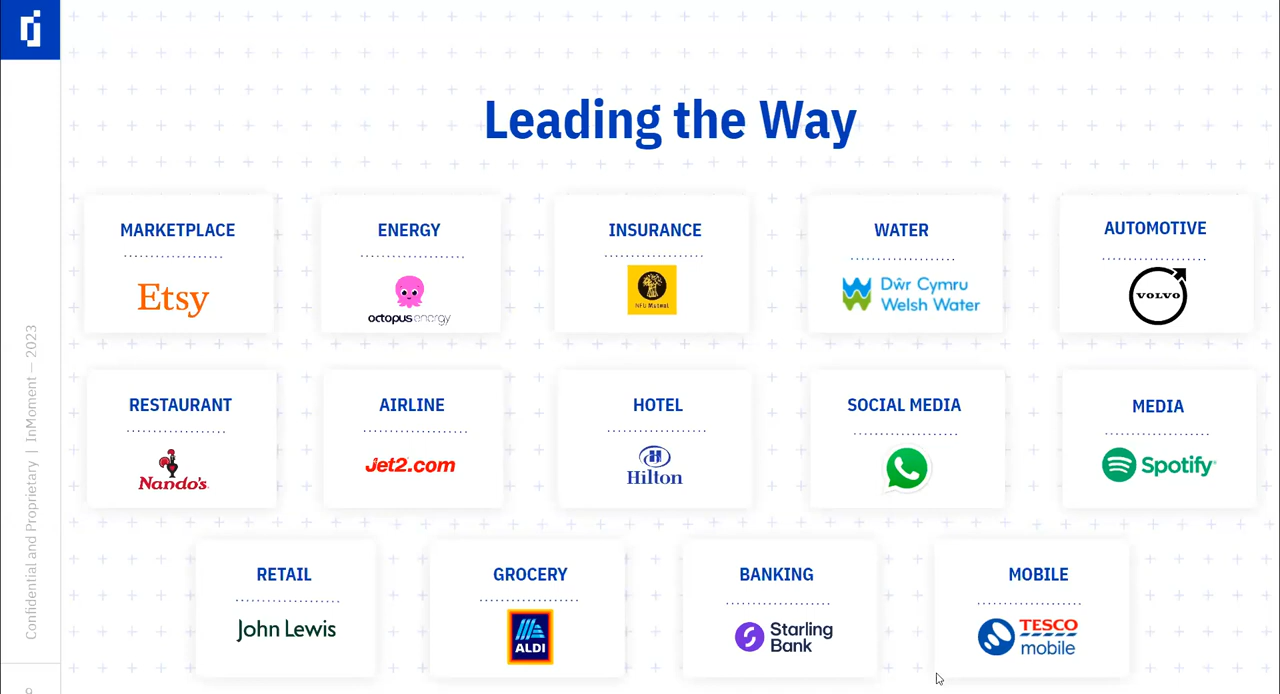 Leading the Way
MARKETPLACE
Etsy
ENERGY
octopus energy
INSURANCE
NFU Mutual
WATER
Dŵr Cymru
Welsh Water
AUTOMOTIVE
VOLVO
RESTAURANT
Nando's
AIRLINE
Jet2.com
HOTEL
H
Hilton
SOCIAL MEDIA
MEDIA
Spotify®
RETAIL
John Lewis
GROCERY
ALDI
BANKING
Starling
Bank
MOBILE
TESCO
mobile
Confidential and Proprietary | InMoment — 2023